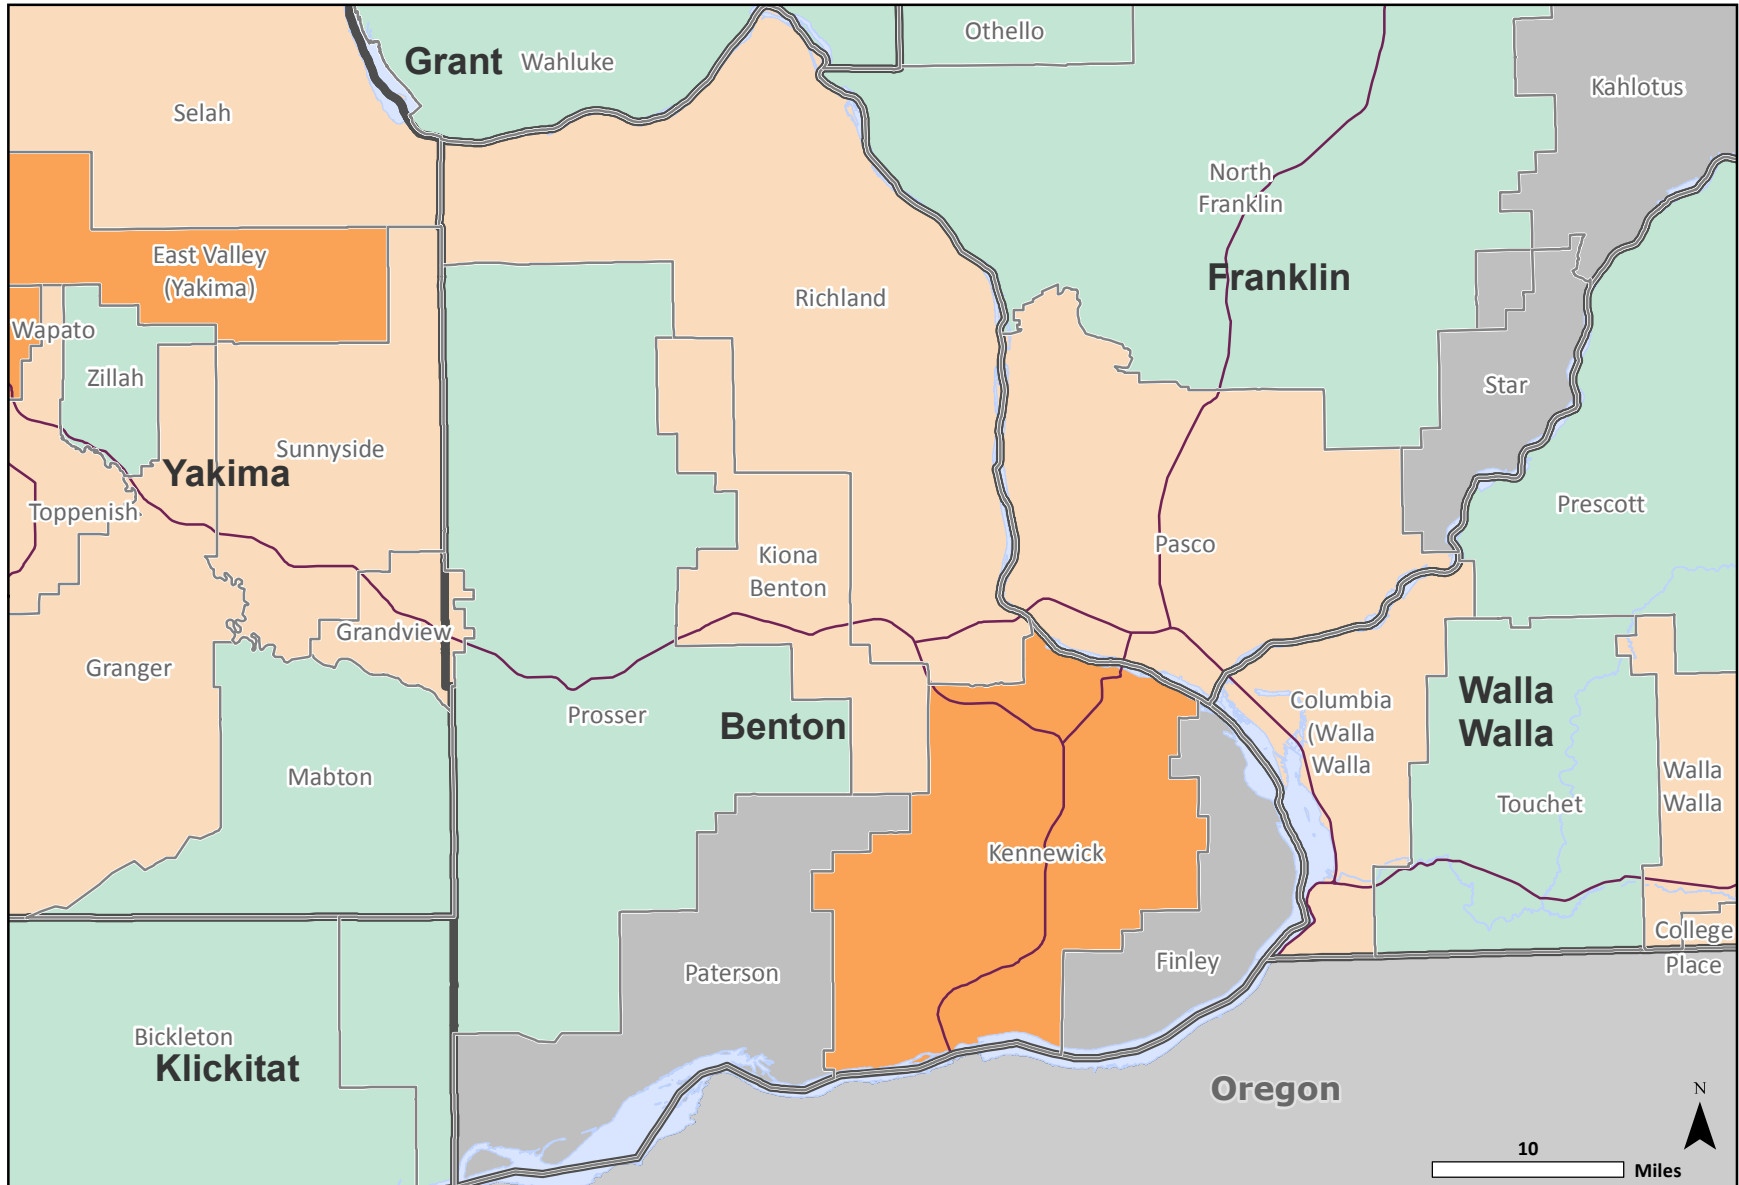 Othello
Grant
Wahluke
Kahlotus
Selah
North
Franklin
East Valley
(Yakima)
Franklin
Richland
Wapato
Zillah
Star
Sunnyside
Yakima
Toppenish
Prescott
Kiona
Benton
Pasco
Grandview
Granger
Walla
Walla
Columbia
(Walla
Walla
Prosser
Benton
Mabton
Walla
Walla
Touchet
Kennewick
College
Place
Paterson
Finley
Bickleton
Klickitat
Oregon
N
10
Miles